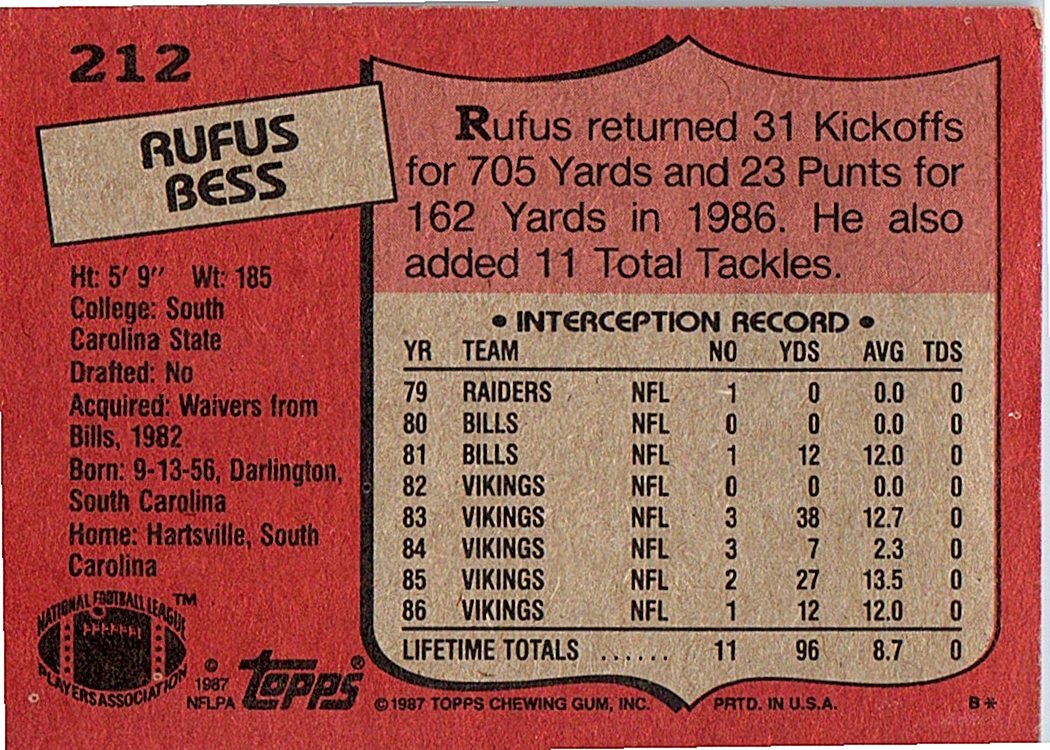 212
RUFUS
BESS
Ht: 5' 9" Wt: 185
College: South
Carolina State
Drafted: No
Acquired: Waivers from
Bills, 1982
Born: 9-13-56, Darlington,
South Carolina
Home: Hartsville, South
Carolina
NATIONAL FOOTBALL LEAGUE TM
PLAYERS ASSOCIATION
©
1987
NFLPA
topps®
Rufus returned 31 Kickoffs
for 705 Yards and 23 Punts for
162 Yards in 1986. He also
added 11 Total Tackles.
• INTERCEPTION RECORD •
YR TEAM NO YDS AVG TDS
79 RAIDERS NFL 1 0 0.0 0
80 BILLS NFL 0 0 0.0 0
81 BILLS NFL 1 12 12.0 0
82 VIKINGS NFL 0 0 0.0 0
83 VIKINGS NFL 3 38 12.7 0
84 VIKINGS NFL 3 7 2.3 0
85 VIKINGS NFL 2 27 13.5 0
86 VIKINGS NFL 1 12 12.0 0
LIFETIME TOTALS ...... 11 96 8.7 0
©1987 TOPPS CHEWING GUM, INC. PRTD. IN U.S.A. B*